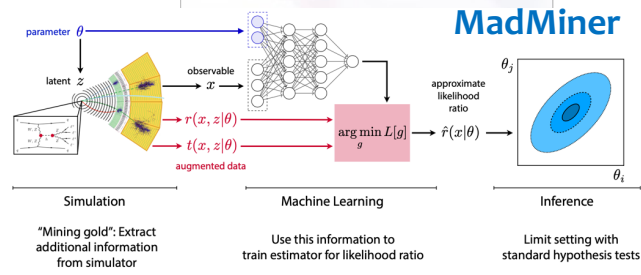 MadMiner
parameter θ
latent z
observable
x
r(x, z|θ)
t(x, z|θ)
augmented data
arg min L[g]
g
approximate
likelihood
ratio
r̂(x|θ)
θj
θi
Simulation
Machine Learning
Inference
“Mining gold”: Extract
additional information
from simulator
Use this information to
train estimator for likelihood ratio
Limit setting with
standard hypothesis tests